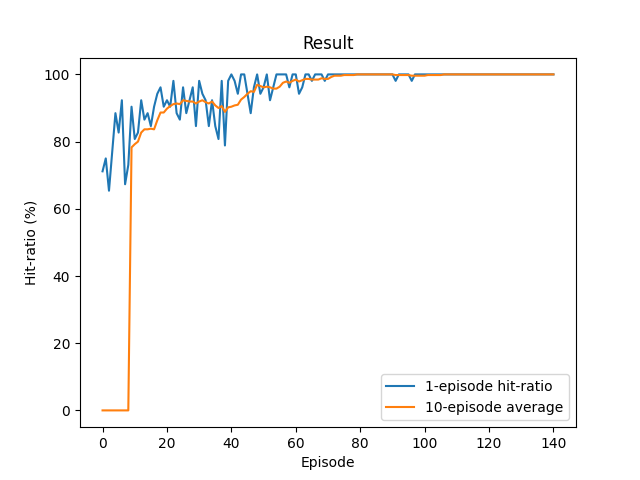 Result
Hit-ratio (%)
100
80
60
40
20
0
0 20 40 60 80 100 120 140
Episode
1-episode hit-ratio
10-episode average